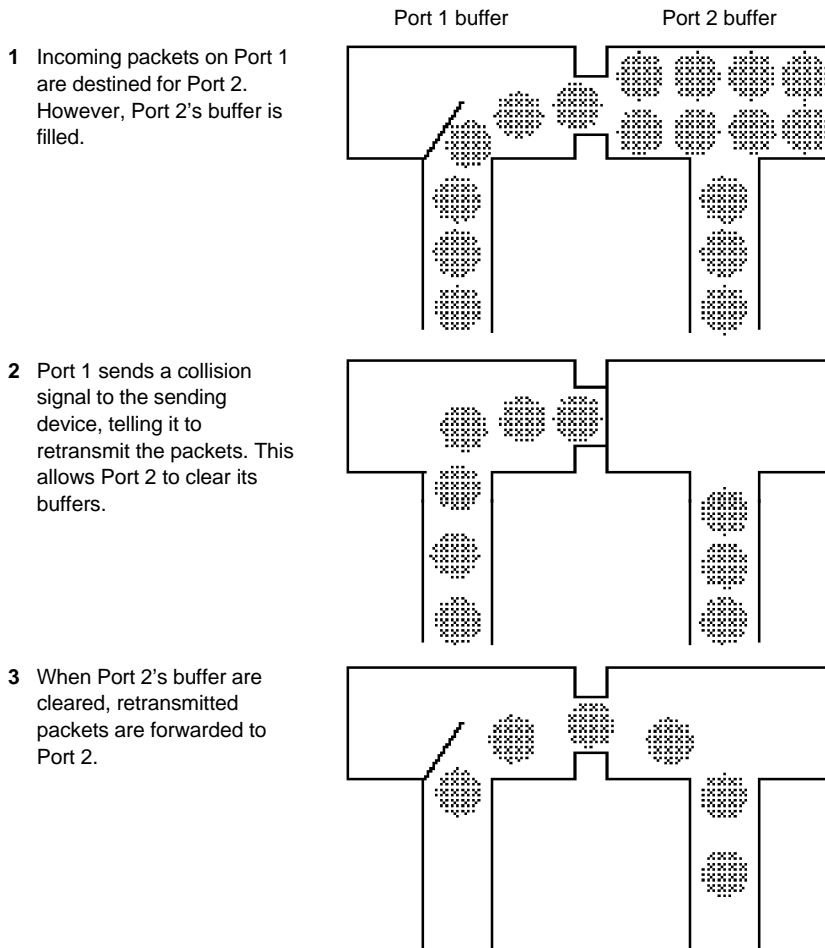 Port 1 buffer
Port 2 buffer
1 Incoming packets on Port 1
are destined for Port 2.
However, Port 2's buffer is
filled.
2 Port 1 sends a collision
signal to the sending
device, telling it to
retransmit the packets. This
allows Port 2 to clear its
buffers.
3 When Port 2's buffer are
cleared, retransmitted
packets are forwarded to
Port 2.